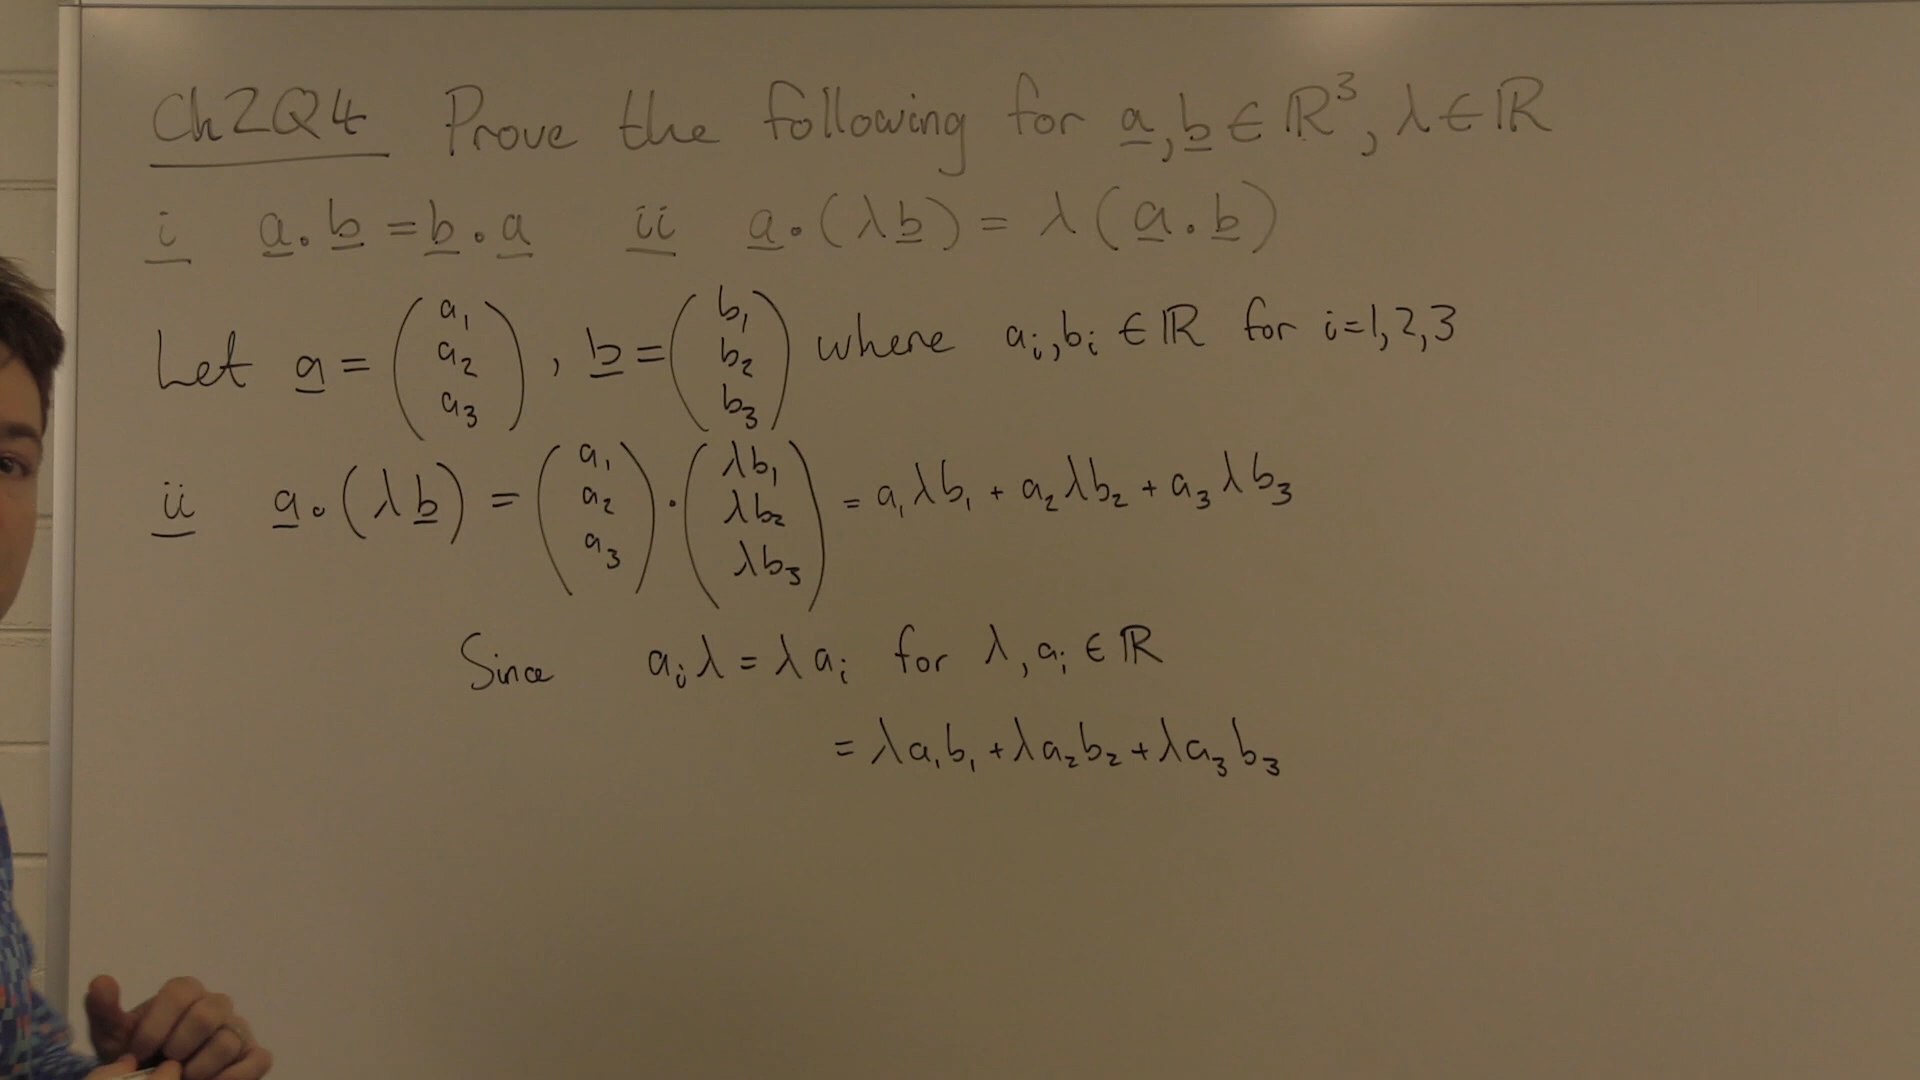 Ch2Q4 Prove the following for a, b ∈ ℝ³, λ ∈ ℝ
i a.b = b.a ii a.(λb) = λ(a.b)
Let a = (a₁ a₂ a₃), b = (b₁ b₂ b₃) where aᵢ, bᵢ ∈ ℝ for i=1,2,3
ii a.(λb) = (a₁ a₂ a₃) . (λb₁ λb₂ λb₃) = a₁λb₁ + a₂λb₂ + a₃λb₃
Since aᵢλ = λaᵢ for λ, aᵢ ∈ ℝ
= λa₁b₁ + λa₂b₂ + λa₃b₃